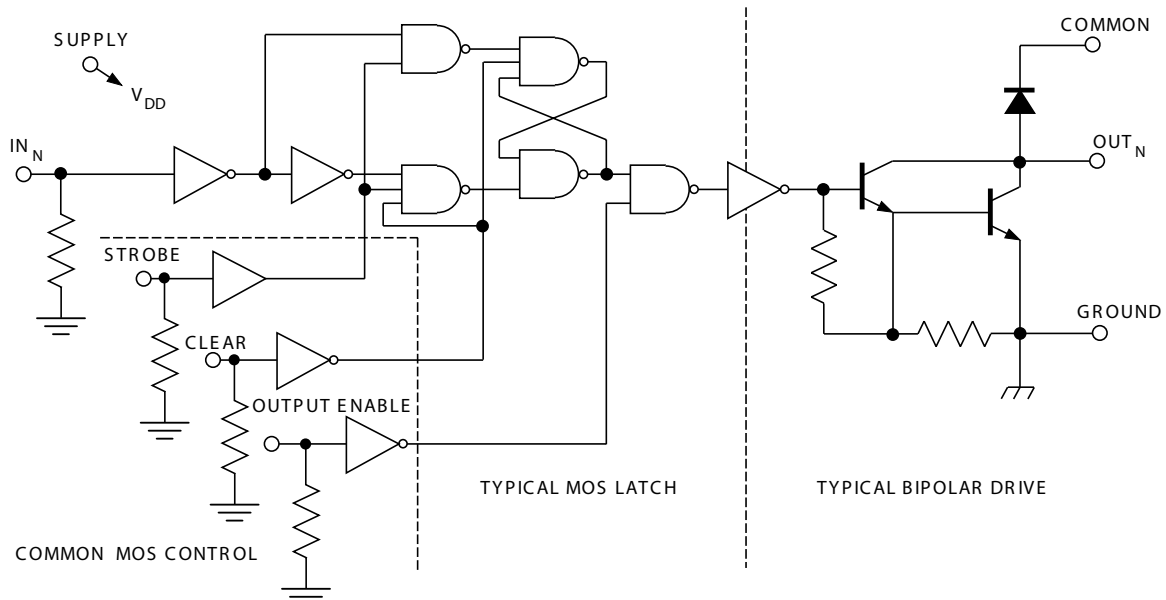 SUPPLY
V DD
COMMON
IN N
OUT N
STROBE
CLEAR
OUTPUT ENABLE
GROUND
TYPICAL MOS LATCH
TYPICAL BIPOLAR DRIVE
COMMON MOS CONTROL